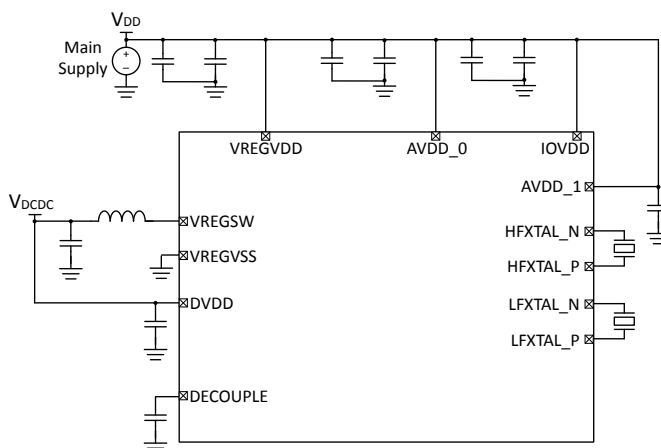 VDD
Main
Supply
+
−
VREGVDD
AVDD_0
IOVDD
AVDD_1
VDCDC
VREGSW
HFXTAL_N
VREGVSS
HFXTAL_P
DVDD
LFXTAL_N
LFXTAL_P
DECOUPLE